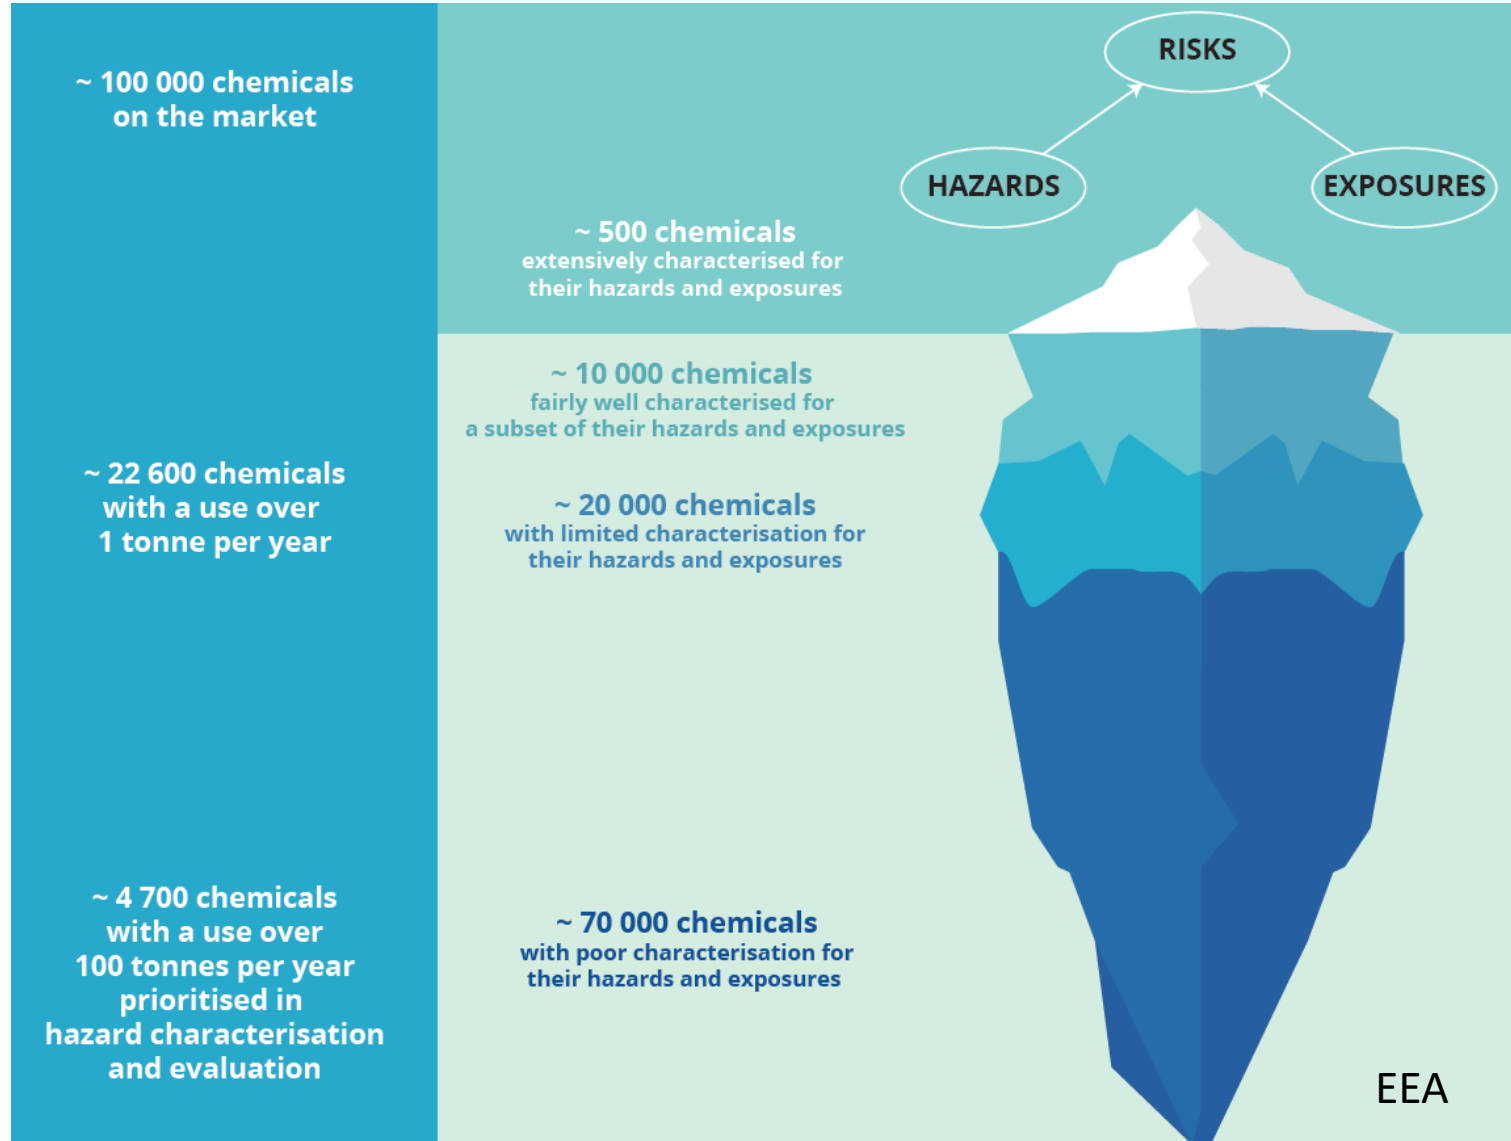 ~ 100 000 chemicals
on the market
~ 22 600 chemicals
with a use over
1 tonne per year
~ 4 700 chemicals
with a use over
100 tonnes per year
prioritised in
hazard characterisation
and evaluation
RISKS
HAZARDS
EXPOSURES
~ 500 chemicals
extensively characterised for
their hazards and exposures
~ 10 000 chemicals
fairly well characterised for
a subset of their hazards and exposures
~ 20 000 chemicals
with limited characterisation for
their hazards and exposures
~ 70 000 chemicals
with poor characterisation for
their hazards and exposures
EEA